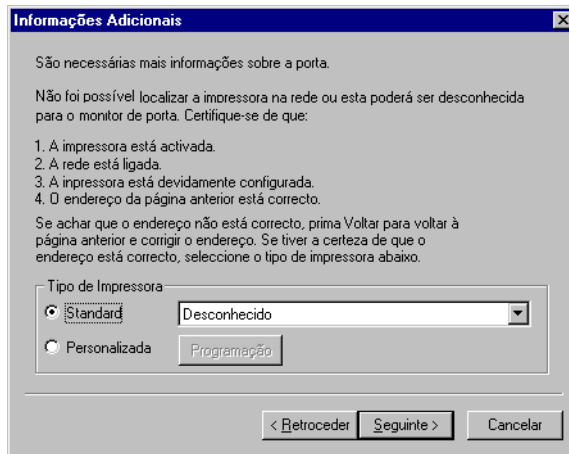 Informações Adicionais
São necessárias mais informações sobre a porta.
Não foi possível localizar a impressora na rede ou esta poderá ser desconhecida
para o monitor de porta. Certifique-se de que:
1. A impressora está activada.
2. A rede está ligada.
3. A inpressora está devidamente configurada.
4. O endereço da página anterior está correcto.
Se achar que o endereço não está correcto, prima Voltar para voltar à
página anterior e corrigir o endereço. Se tiver a certeza de que o
endereço está correcto, seleccione o tipo de impressora abaixo.
Tipo de Impressora
Standard Desconhecido
Personalizada Programação
< Retroceder Seguinte > Cancelar